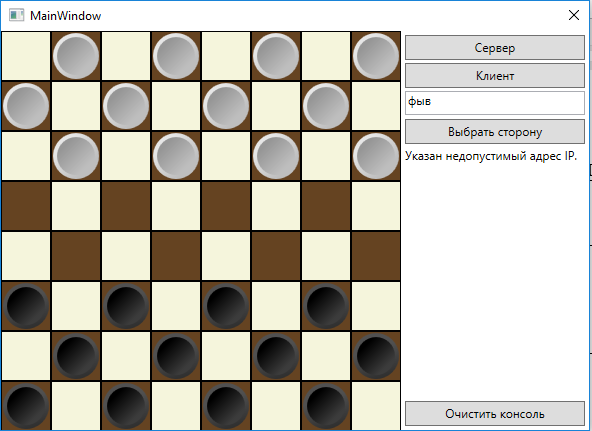 MainWindow
Сервер
Клиент
фыв
Выбрать сторону
Указан недопустимый адрес IP.
Очистить консоль